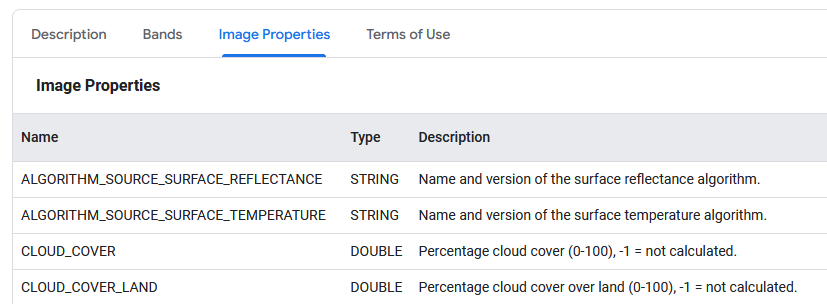 Description Bands Image Properties Terms of Use
Image Properties
Name Type Description
ALGORITHM_SOURCE_SURFACE_REFLECTANCE STRING Name and version of the surface reflectance algorithm.
ALGORITHM_SOURCE_SURFACE_TEMPERATURE STRING Name and version of the surface temperature algorithm.
CLOUD_COVER DOUBLE Percentage cloud cover (0-100), -1 = not calculated.
CLOUD_COVER_LAND DOUBLE Percentage cloud cover over land (0-100), -1 = not calculated.